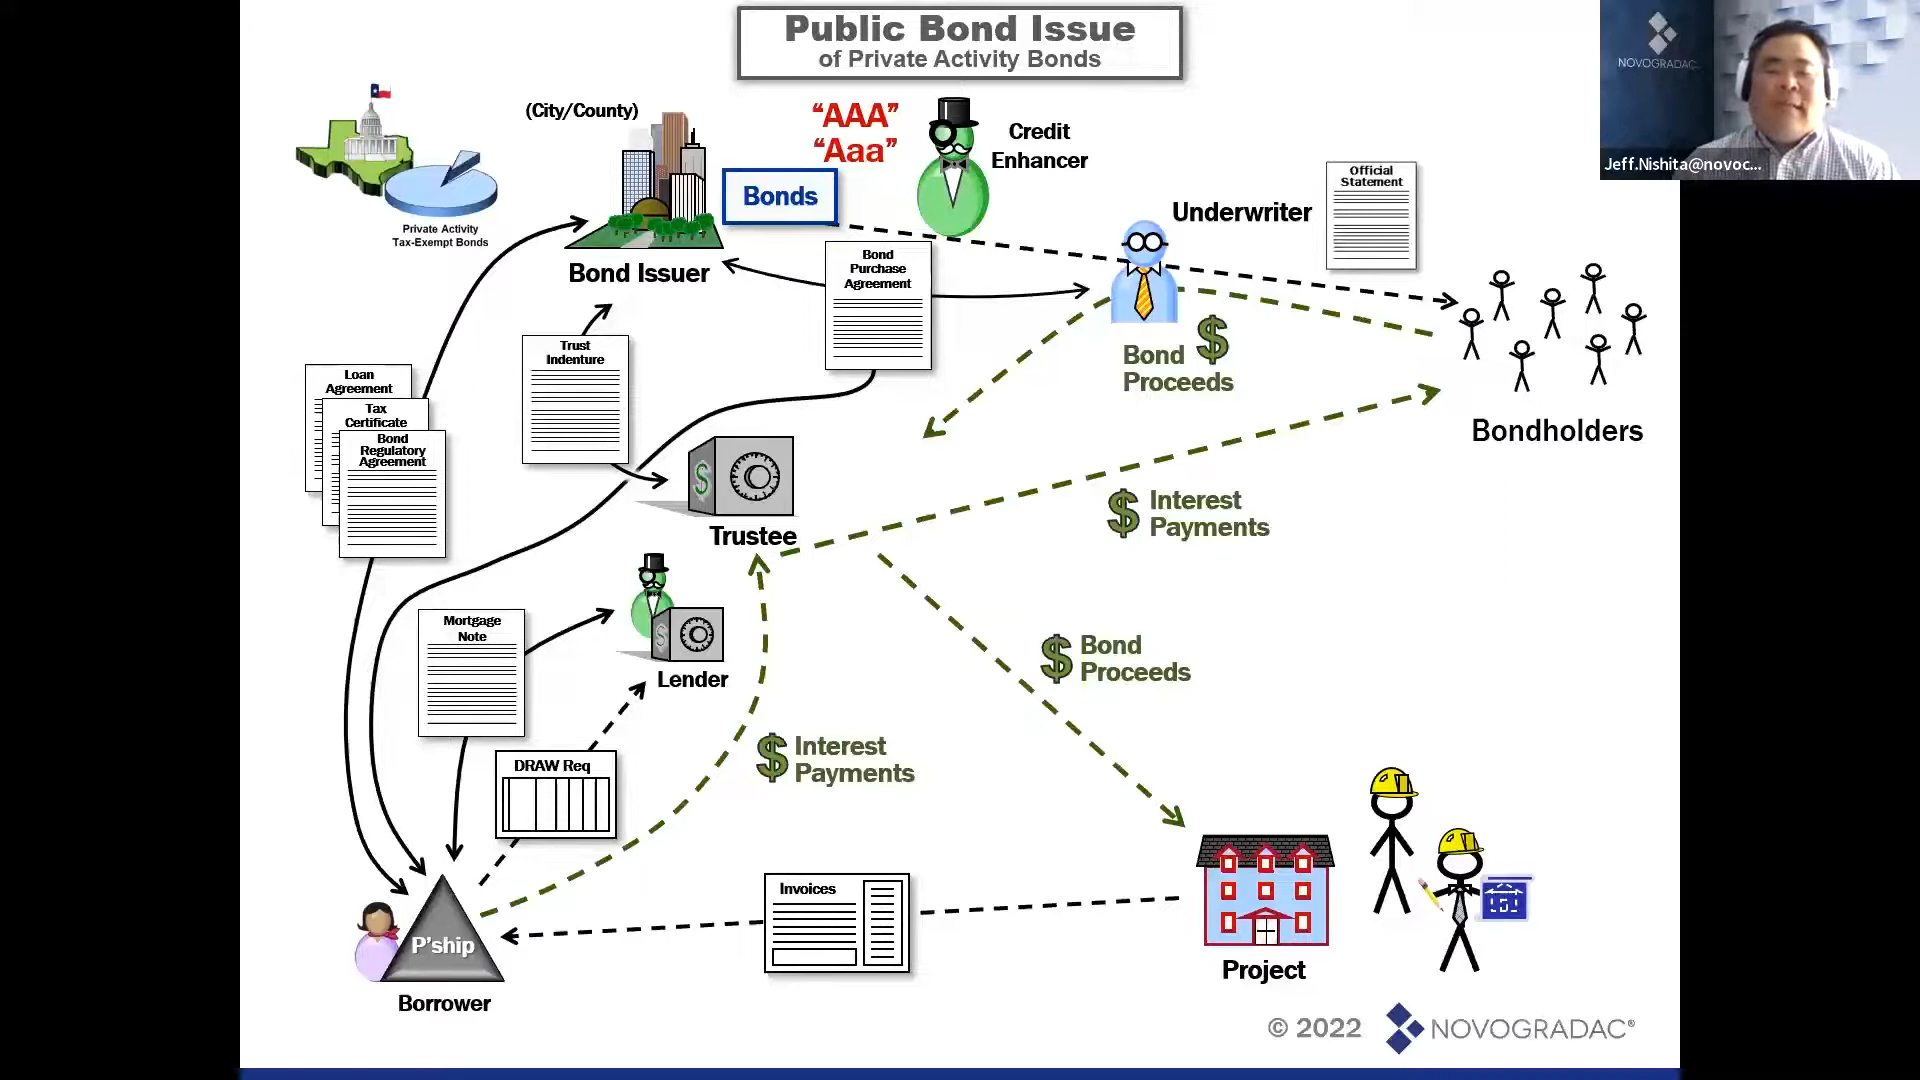 Public Bond Issue
of Private Activity Bonds
NOVOGRADAC
Jeff.Nishita@novoc...
(City/County)
"AAA"
"Aaa"
Credit
Enhancer
Bonds
Private Activity
Tax-Exempt Bonds
Bond Issuer
Bond
Purchase
Agreement
Underwriter
Official
Statement
Trust
Indenture
Bond $
Proceeds
Bondholders
Loan
Agreement
Tax
Certificate
Bond
Regulatory
Agreement
$
Trustee
$ Interest
Payments
Mortgage
Note
$
Lender
$ Bond
Proceeds
DRAW Req
$ Interest
Payments
Invoices
P'ship
Borrower
Project
© 2022 NOVOGRADAC®